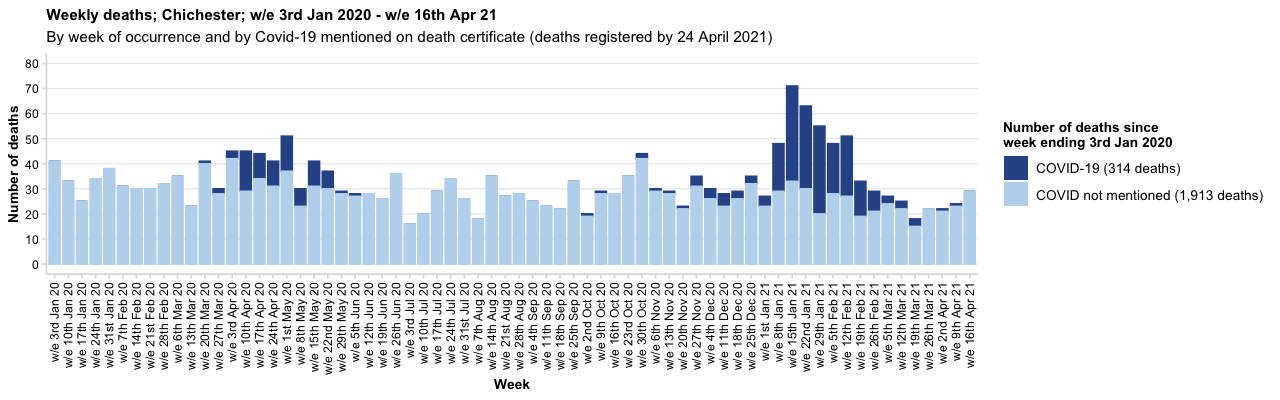 Weekly deaths; Chichester; w/e 3rd Jan 2020 - w/e 16th Apr 21
By week of occurrence and by Covid-19 mentioned on death certificate (deaths registered by 24 April 2021)
Number of deaths
80
70
60
50
40
30
20
10
0
w/e 3rd Jan 20
w/e 10th Jan 20
w/e 17th Jan 20
w/e 24th Jan 20
w/e 31st Jan 20
w/e 7th Feb 20
w/e 14th Feb 20
w/e 21st Feb 20
w/e 28th Feb 20
w/e 6th Mar 20
w/e 13th Mar 20
w/e 20th Mar 20
w/e 27th Mar 20
w/e 3rd Apr 20
w/e 10th Apr 20
w/e 17th Apr 20
w/e 24th Apr 20
w/e 1st May 20
w/e 8th May 20
w/e 15th May 20
w/e 22nd May 20
w/e 29th May 20
w/e 5th Jun 20
w/e 12th Jun 20
w/e 19th Jun 20
w/e 26th Jun 20
w/e 3rd Jul 20
w/e 10th Jul 20
w/e 17th Jul 20
w/e 24th Jul 20
w/e 31st Jul 20
w/e 7th Aug 20
w/e 14th Aug 20
w/e 21st Aug 20
w/e 28th Aug 20
w/e 4th Sep 20
w/e 11th Sep 20
w/e 18th Sep 20
w/e 25th Sep 20
w/e 2nd Oct 20
w/e 9th Oct 20
w/e 16th Oct 20
w/e 23rd Oct 20
w/e 30th Oct 20
w/e 6th Nov 20
w/e 13th Nov 20
w/e 20th Nov 20
w/e 27th Nov 20
w/e 4th Dec 20
w/e 11th Dec 20
w/e 18th Dec 20
w/e 25th Dec 20
w/e 1st Jan 21
w/e 8th Jan 21
w/e 15th Jan 21
w/e 22nd Jan 21
w/e 29th Jan 21
w/e 5th Feb 21
w/e 12th Feb 21
w/e 19th Feb 21
w/e 26th Feb 21
w/e 5th Mar 21
w/e 12th Mar 21
w/e 19th Mar 21
w/e 26th Mar 21
w/e 2nd Apr 21
w/e 9th Apr 21
w/e 16th Apr 21
Week
Number of deaths since
week ending 3rd Jan 2020
COVID-19 (314 deaths)
COVID not mentioned (1,913 deaths)